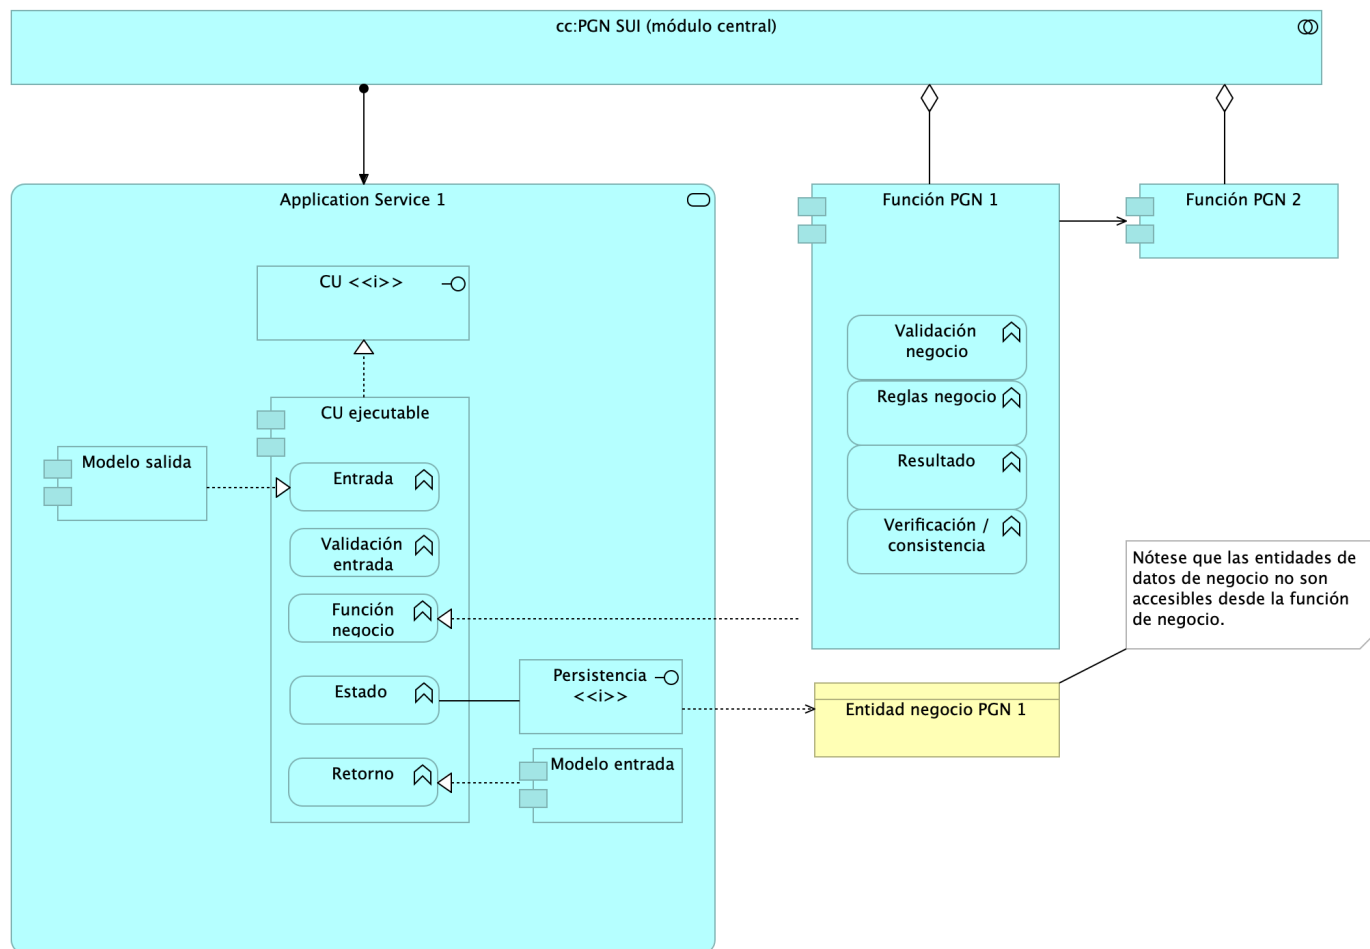 cc:PGN SUI (módulo central)
Application Service 1
Función PGN 1
Función PGN 2
CU <<i>>
Validación
negocio
Reglas negocio
CU ejecutable
Modelo salida
Entrada
Resultado
Validación
entrada
Verificación /
consistencia
Función
negocio
Nótese que las entidades de
datos de negocio no son
accesibles desde la función
de negocio.
Estado
Persistencia
<<i>>
Entidad negocio PGN 1
Retorno
Modelo entrada